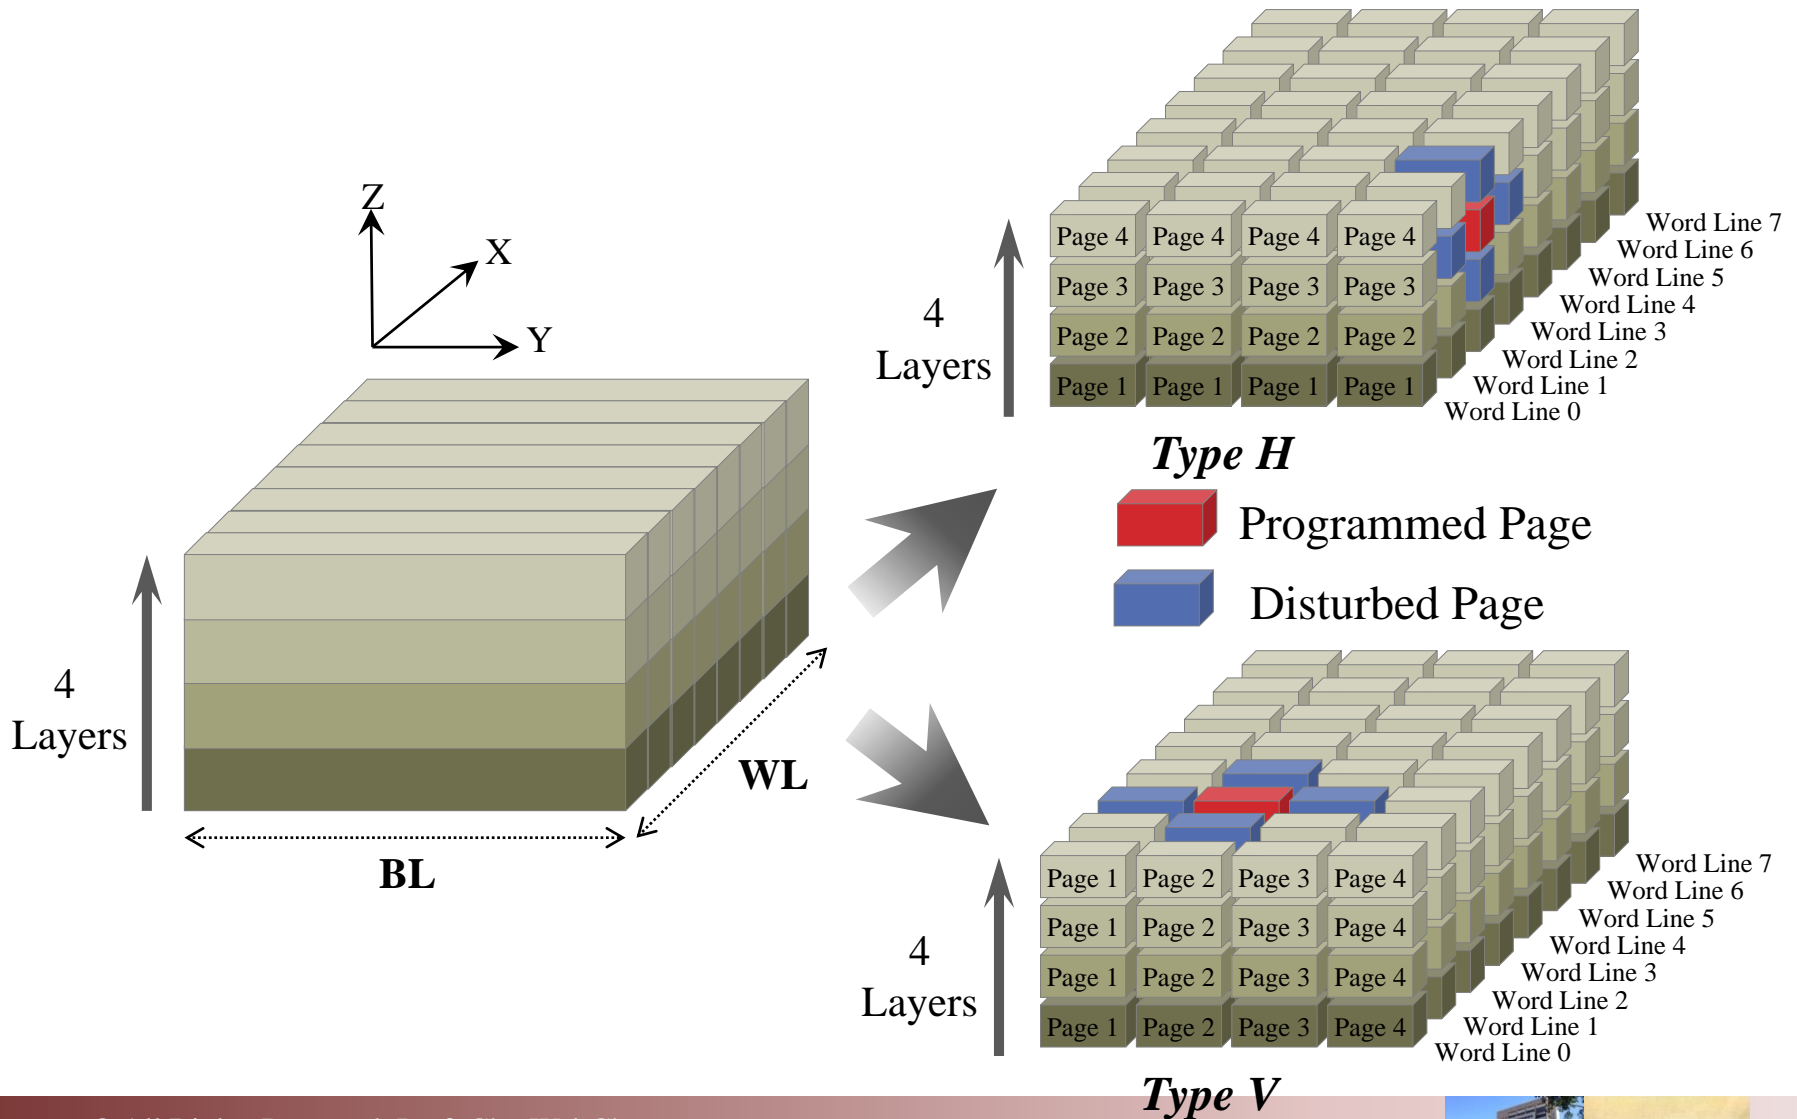 Z
X
Y
4
Layers
WL
BL
4
Layers
Page 4 Page 4 Page 4 Page 4
Page 3 Page 3 Page 3 Page 3
Page 2 Page 2 Page 2 Page 2
Page 1 Page 1 Page 1 Page 1
Word Line 7
Word Line 6
Word Line 5
Word Line 4
Word Line 3
Word Line 2
Word Line 1
Word Line 0
Type H
Programmed Page
Disturbed Page
4
Layers
Page 1 Page 2 Page 3 Page 4
Page 1 Page 2 Page 3 Page 4
Page 1 Page 2 Page 3 Page 4
Page 1 Page 2 Page 3 Page 4
Word Line 7
Word Line 6
Word Line 5
Word Line 4
Word Line 3
Word Line 2
Word Line 1
Word Line 0
Type V